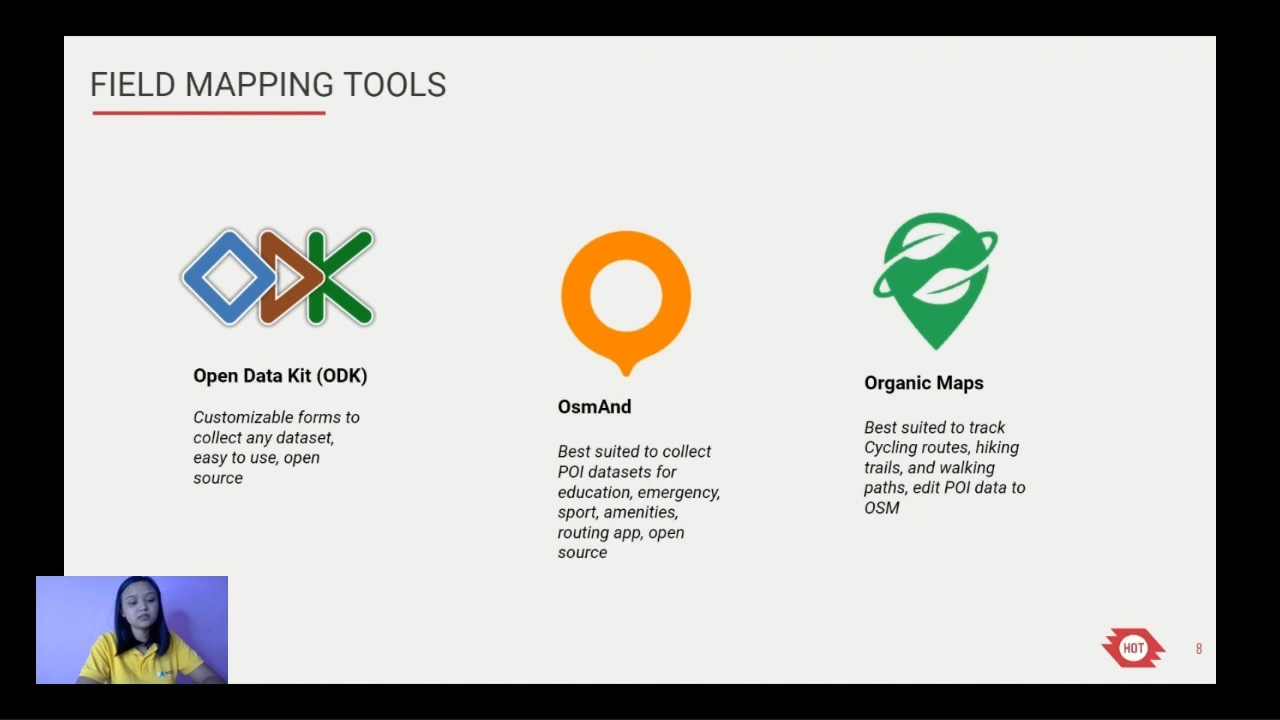 FIELD MAPPING TOOLS
ODK
Open Data Kit (ODK)
Customizable forms to
collect any dataset,
easy to use, open
source
OsmAnd
Best suited to collect
POI datasets for
education, emergency,
sport, amenities,
routing app, open
source
Organic Maps
Best suited to track
Cycling routes, hiking
trails, and walking
paths, edit POI data to
OSM
HOT
8